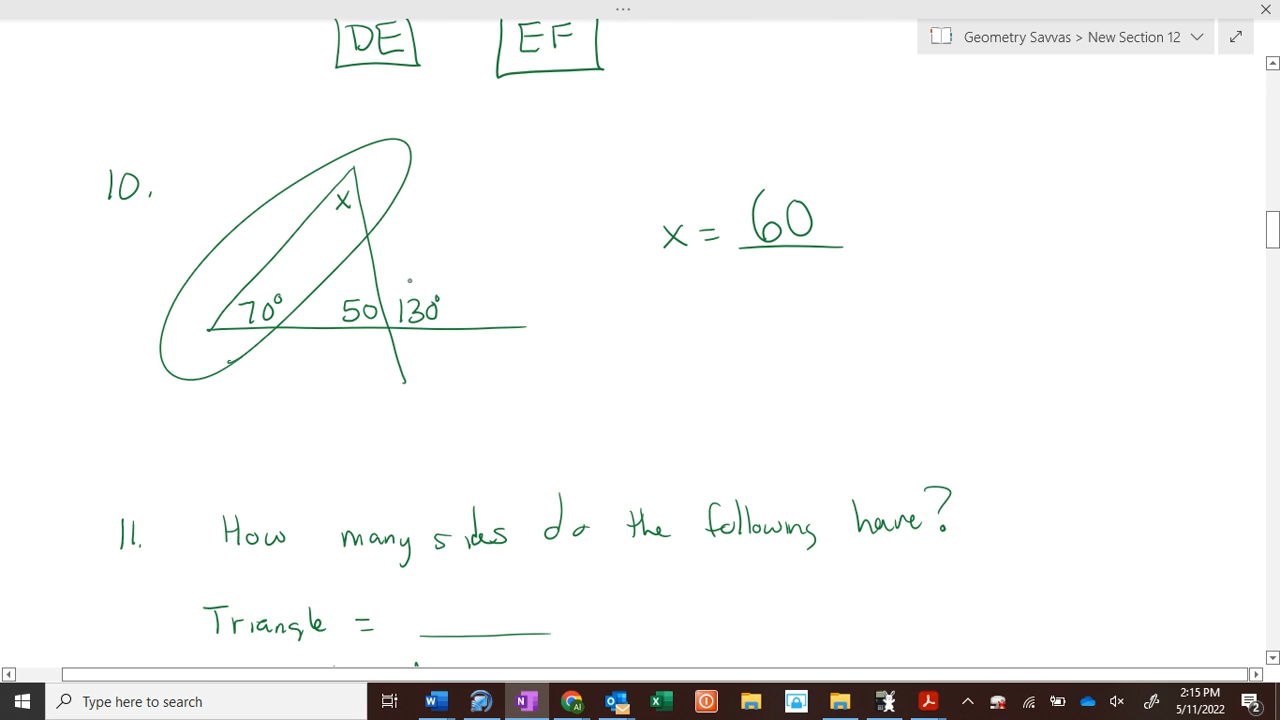 Geometry Savvas > New Section 12
DE EF
10.
x
x = 60
70° 50 130°
11. How many sides do the following have?
Triangle =
Type here to search
2:15 PM
5/11/2022
2